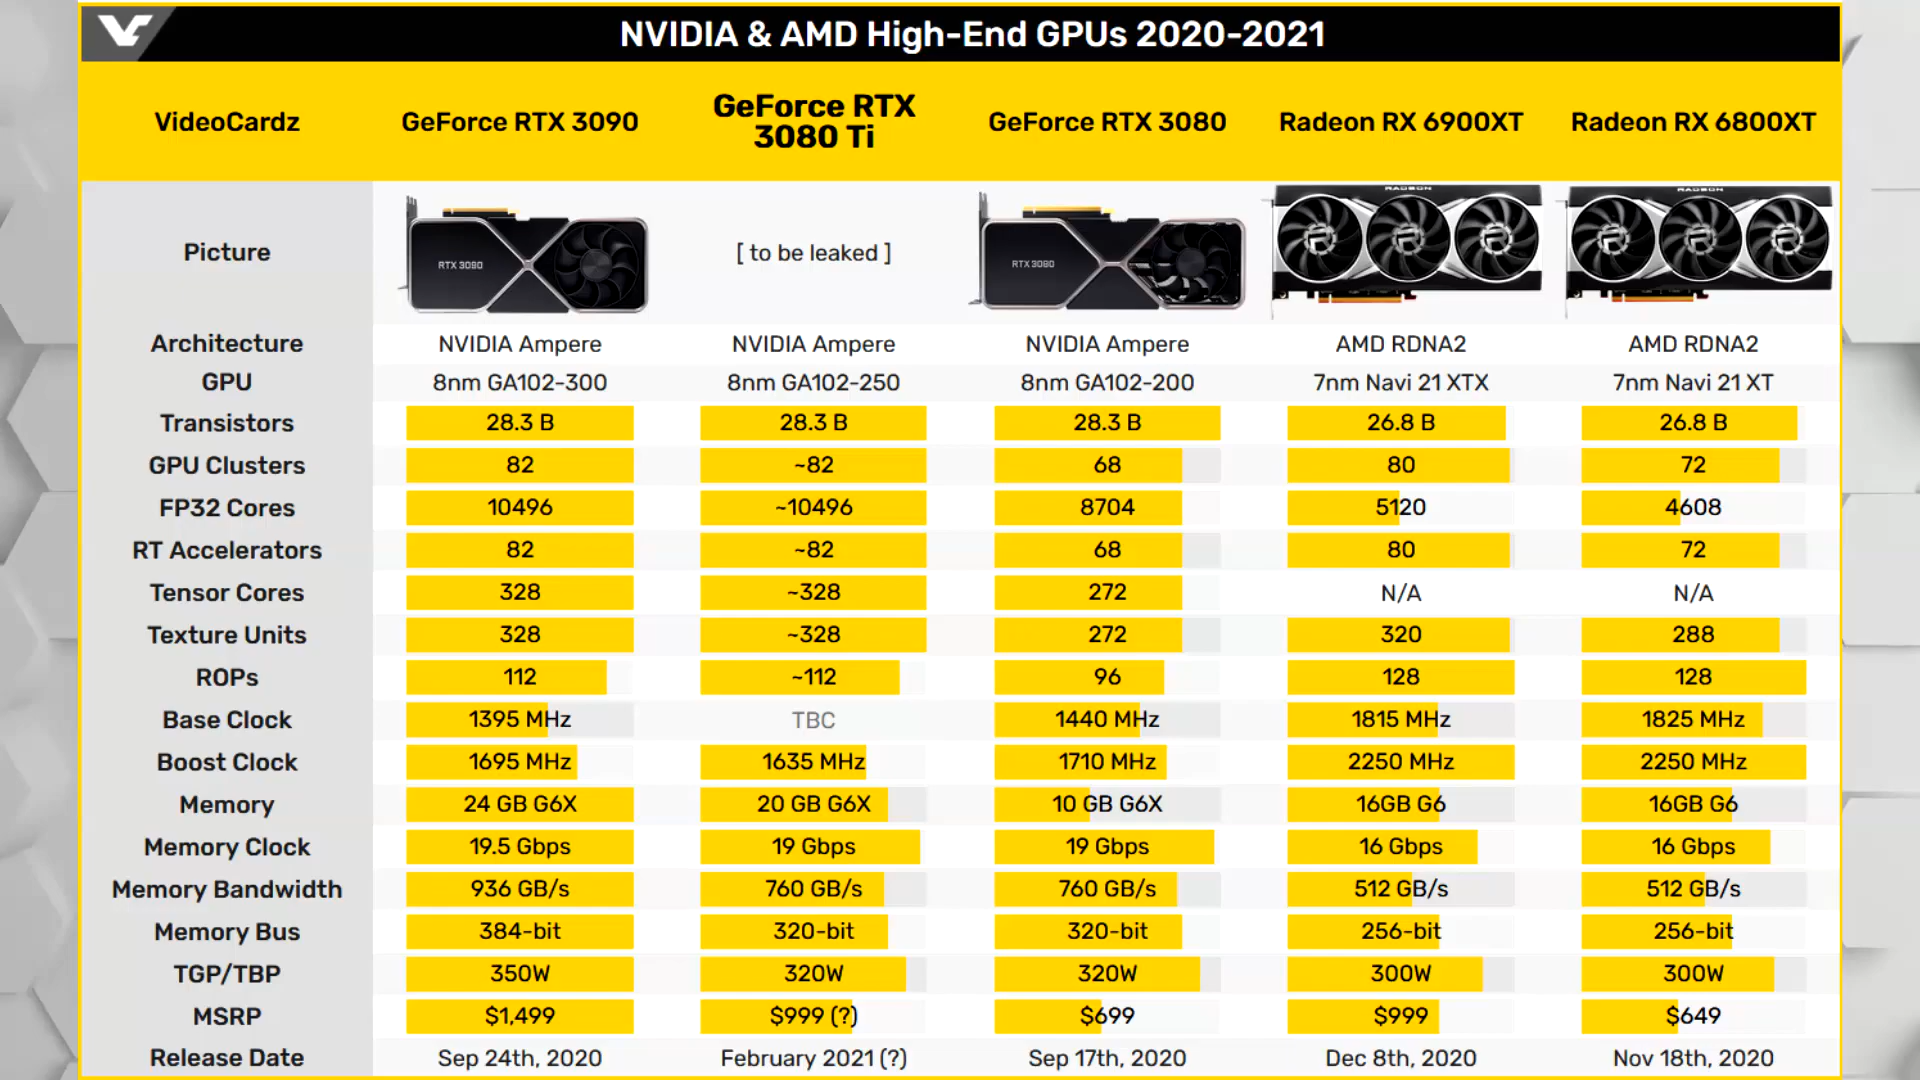 NVIDIA & AMD High-End GPUs 2020-2021
VideoCardz GeForce RTX 3090 GeForce RTX 3080 Ti GeForce RTX 3080 Radeon RX 6900XT Radeon RX 6800XT
RADEON RADEON
Picture RTX 3090 [ to be leaked ] RTX 3080
Architecture NVIDIA Ampere NVIDIA Ampere NVIDIA Ampere AMD RDNA2 AMD RDNA2
GPU 8nm GA102-300 8nm GA102-250 8nm GA102-200 7nm Navi 21 XTX 7nm Navi 21 XT
Transistors 28.3 B 28.3 B 28.3 B 26.8 B 26.8 B
GPU Clusters 82 ~82 68 80 72
FP32 Cores 10496 ~10496 8704 5120 4608
RT Accelerators 82 ~82 68 80 72
Tensor Cores 328 ~328 272 N/A N/A
Texture Units 328 ~328 272 320 288
ROPs 112 ~112 96 128 128
Base Clock 1395 MHz TBC 1440 MHz 1815 MHz 1825 MHz
Boost Clock 1695 MHz 1635 MHz 1710 MHz 2250 MHz 2250 MHz
Memory 24 GB G6X 20 GB G6X 10 GB G6X 16GB G6 16GB G6
Memory Clock 19.5 Gbps 19 Gbps 19 Gbps 16 Gbps 16 Gbps
Memory Bandwidth 936 GB/s 760 GB/s 760 GB/s 512 GB/s 512 GB/s
Memory Bus 384-bit 320-bit 320-bit 256-bit 256-bit
TGP/TBP 350W 320W 320W 300W 300W
MSRP $1,499 $999 (?) $699 $999 $649
Release Date Sep 24th, 2020 February 2021 (?) Sep 17th, 2020 Dec 8th, 2020 Nov 18th, 2020